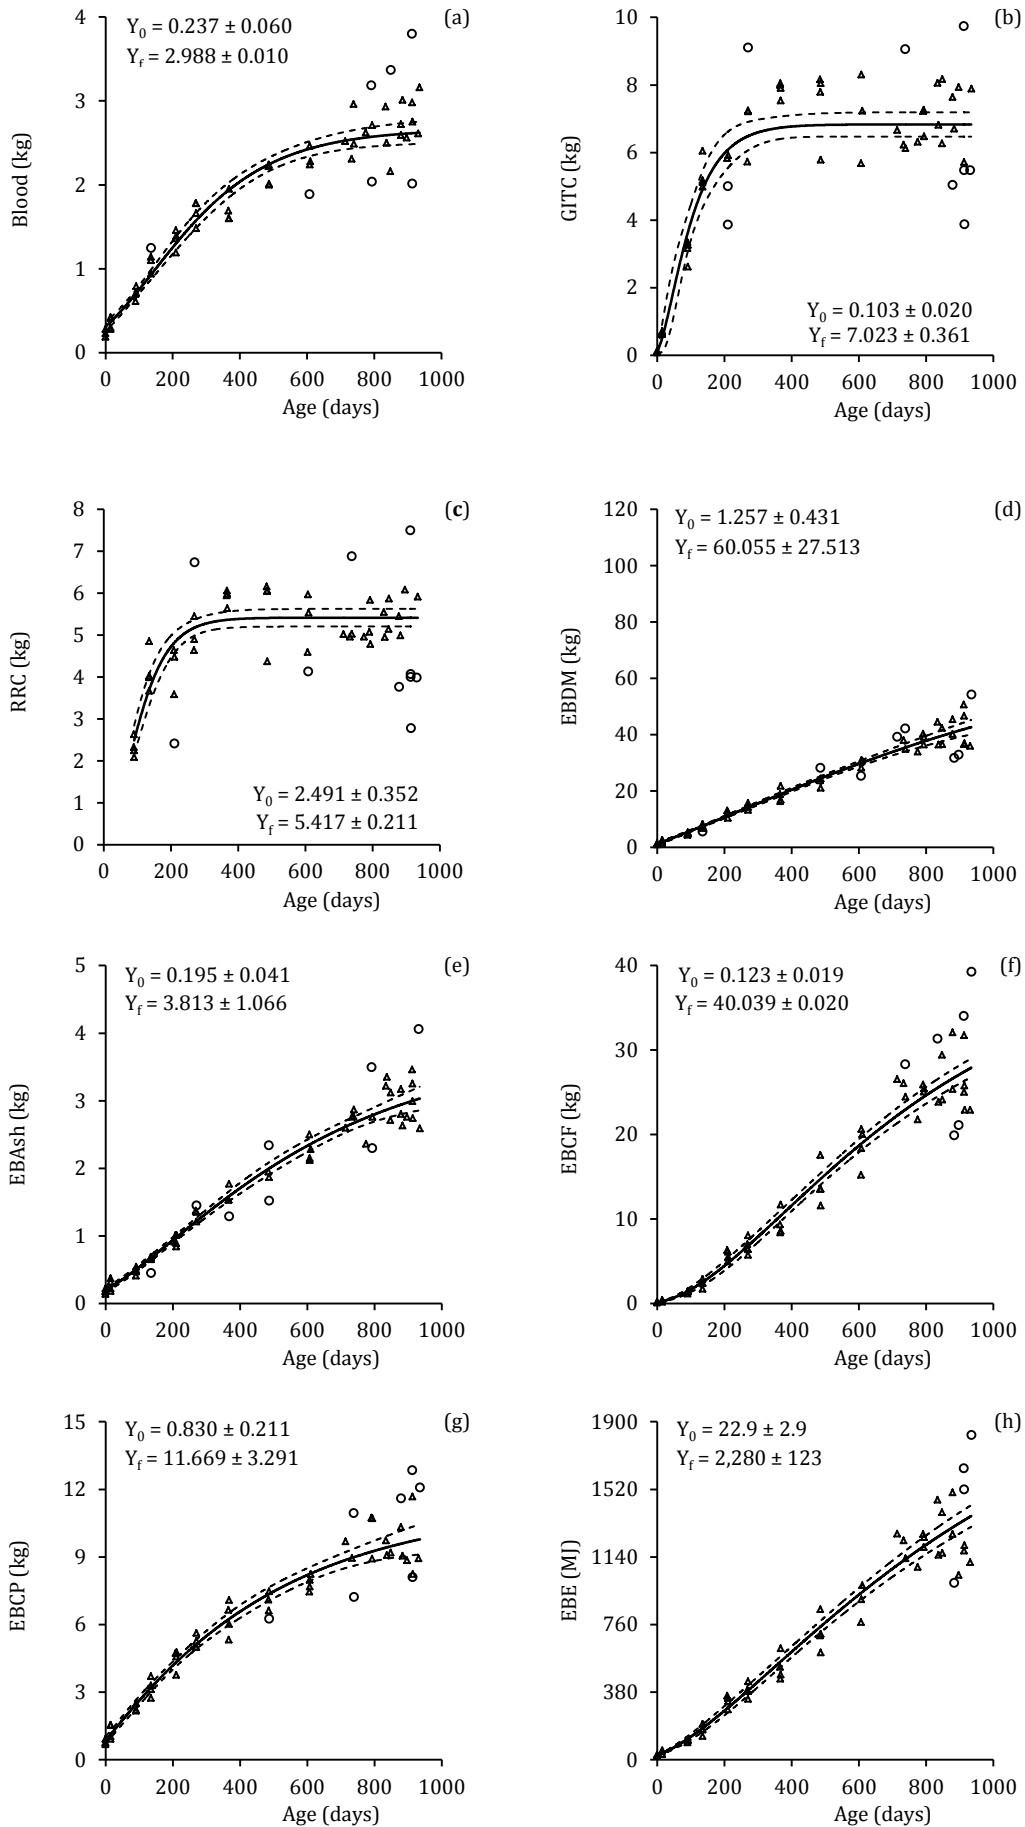 (a)
Y0 = 0.237 ± 0.060
Yf = 2.988 ± 0.010
4
3
2
1
0
Blood (kg)
0 200 400 600 800 1000
Age (days)
(b)
10
8
6
4
2
0
GITC (kg)
Y0 = 0.103 ± 0.020
Yf = 7.023 ± 0.361
0 200 400 600 800 1000
Age (days)
(c)
8
7
6
5
4
3
2
1
0
RRC (kg)
Y0 = 2.491 ± 0.352
Yf = 5.417 ± 0.211
0 200 400 600 800 1000
Age (days)
(d)
Y0 = 1.257 ± 0.431
Yf = 60.055 ± 27.513
120
100
80
60
40
20
0
EBDM (kg)
0 200 400 600 800 1000
Age (days)
(e)
Y0 = 0.195 ± 0.041
Yf = 3.813 ± 1.066
5
4
3
2
1
0
EBAsh (kg)
0 200 400 600 800 1000
Age (days)
(f)
Y0 = 0.123 ± 0.019
Yf = 40.039 ± 0.020
40
30
20
10
0
EBCF (kg)
0 200 400 600 800 1000
Age (days)
(g)
Y0 = 0.830 ± 0.211
Yf = 11.669 ± 3.291
15
12
9
6
3
0
EBCP (kg)
0 200 400 600 800 1000
Age (days)
(h)
Y0 = 22.9 ± 2.9
Yf = 2,280 ± 123
1900
1520
1140
760
380
0
EBE (MJ)
0 200 400 600 800 1000
Age (days)